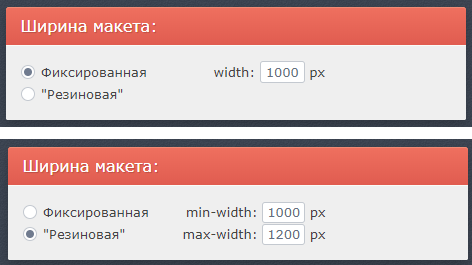 Ширина макета:
Фиксированная width: 1000 px
"Резиновая"
Ширина макета:
Фиксированная min-width: 1000 px
"Резиновая" max-width: 1200 px